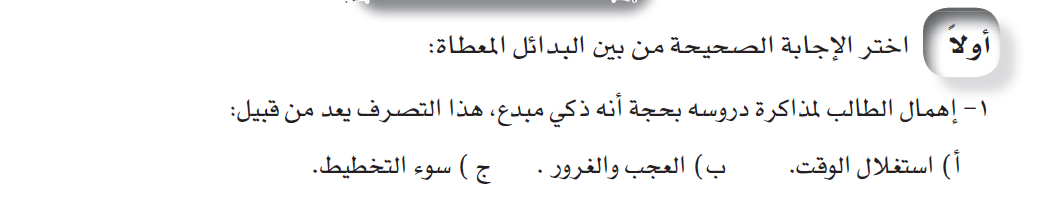 أولاً اختر الإجابة الصحيحة من بين البدائل المعطاة:
١- إهمال الطالب لمذاكرة دروسه بحجة أنه ذكي مبدع، هذا التصرف يعد من قبيل:
أ) استغلال الوقت. ب) العجب والغرور . ج ) سوء التخطيط.